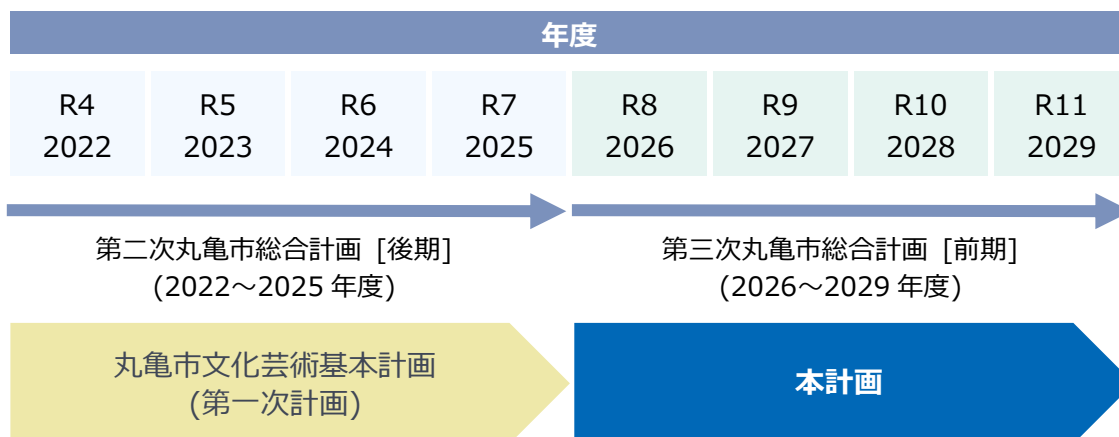 年度
R4 R5 R6 R7 R8 R9 R10 R11
2022 2023 2024 2025 2026 2027 2028 2029
第二次丸亀市総合計画 [後期]
(2022～2025 年度)
第三次丸亀市総合計画 [前期]
(2026～2029 年度)
丸亀市文化芸術基本計画
(第一次計画)
本計画